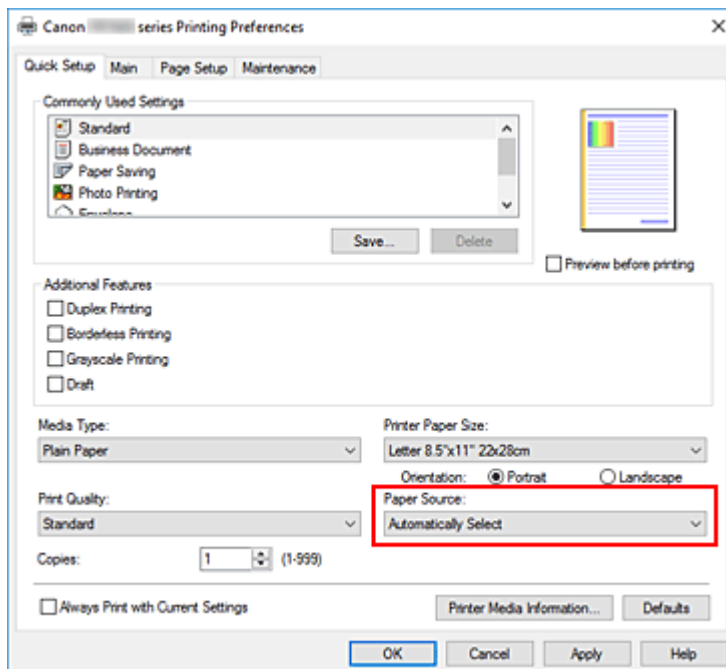 Canon series Printing Preferences
Quick Setup Main Page Setup Maintenance
Commonly Used Settings
Standard
Business Document
Paper Saving
Photo Printing
Save... Delete
Preview before printing
Additional Features
Duplex Printing
Borderless Printing
Grayscale Printing
Draft
Media Type: Printer Paper Size:
Plain Paper Letter 8.5"x11" 22x28cm
Orientation: Portrait Landscape
Print Quality: Paper Source:
Standard Automatically Select
Copies: 1 (1-999)
Always Print with Current Settings Printer Media Information... Defaults
OK Cancel Apply Help